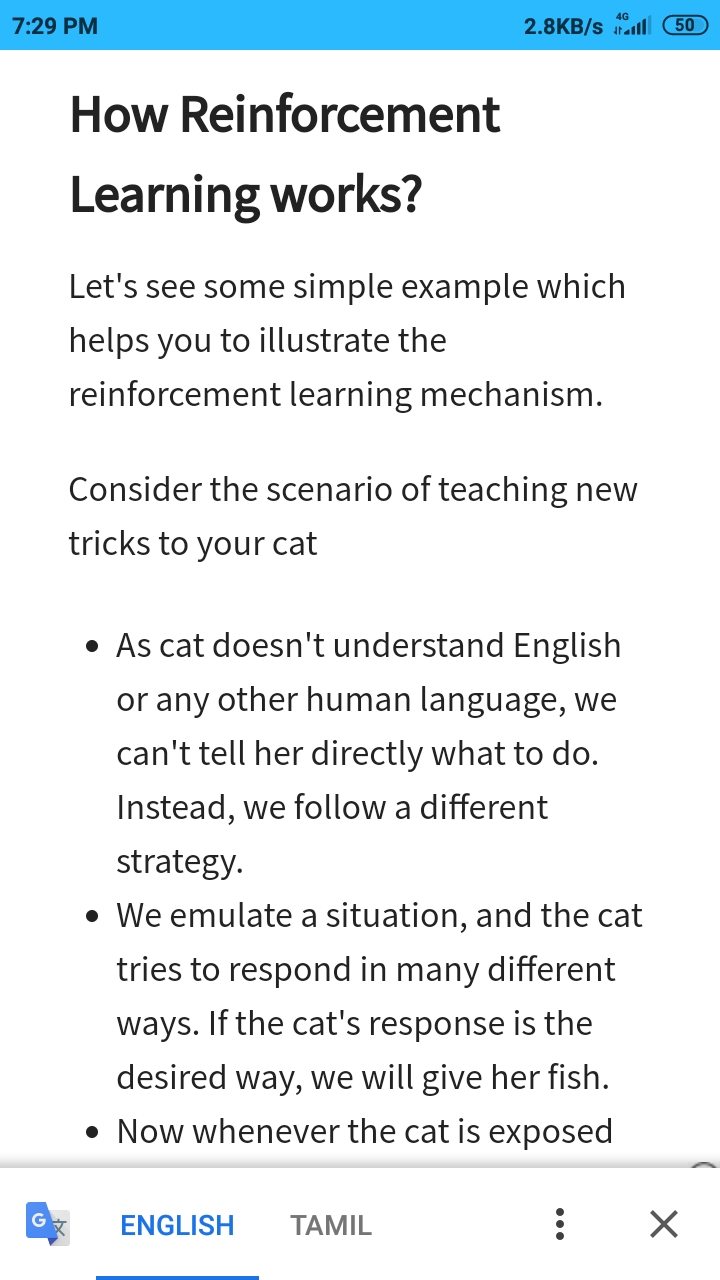 7:29 PM
2.8KB/s 4G 50
How Reinforcement
Learning works?
Let's see some simple example which
helps you to illustrate the
reinforcement learning mechanism.
Consider the scenario of teaching new
tricks to your cat
• As cat doesn't understand English
or any other human language, we
can't tell her directly what to do.
Instead, we follow a different
strategy.
• We emulate a situation, and the cat
tries to respond in many different
ways. If the cat's response is the
desired way, we will give her fish.
• Now whenever the cat is exposed
G 文 ENGLISH TAMIL